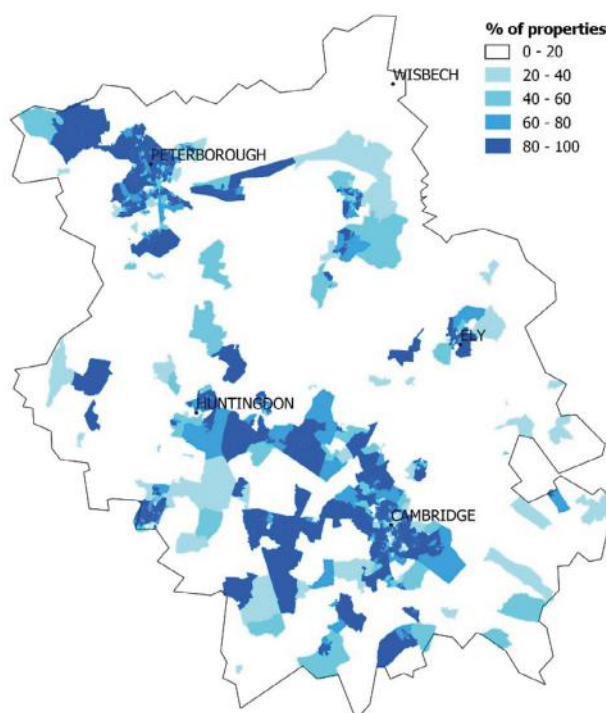 % of properties
0 - 20
20 - 40
40 - 60
60 - 80
80 - 100
WISBECH
PETERBOROUGH
ELY
HUNTINGDON
CAMBRIDGE